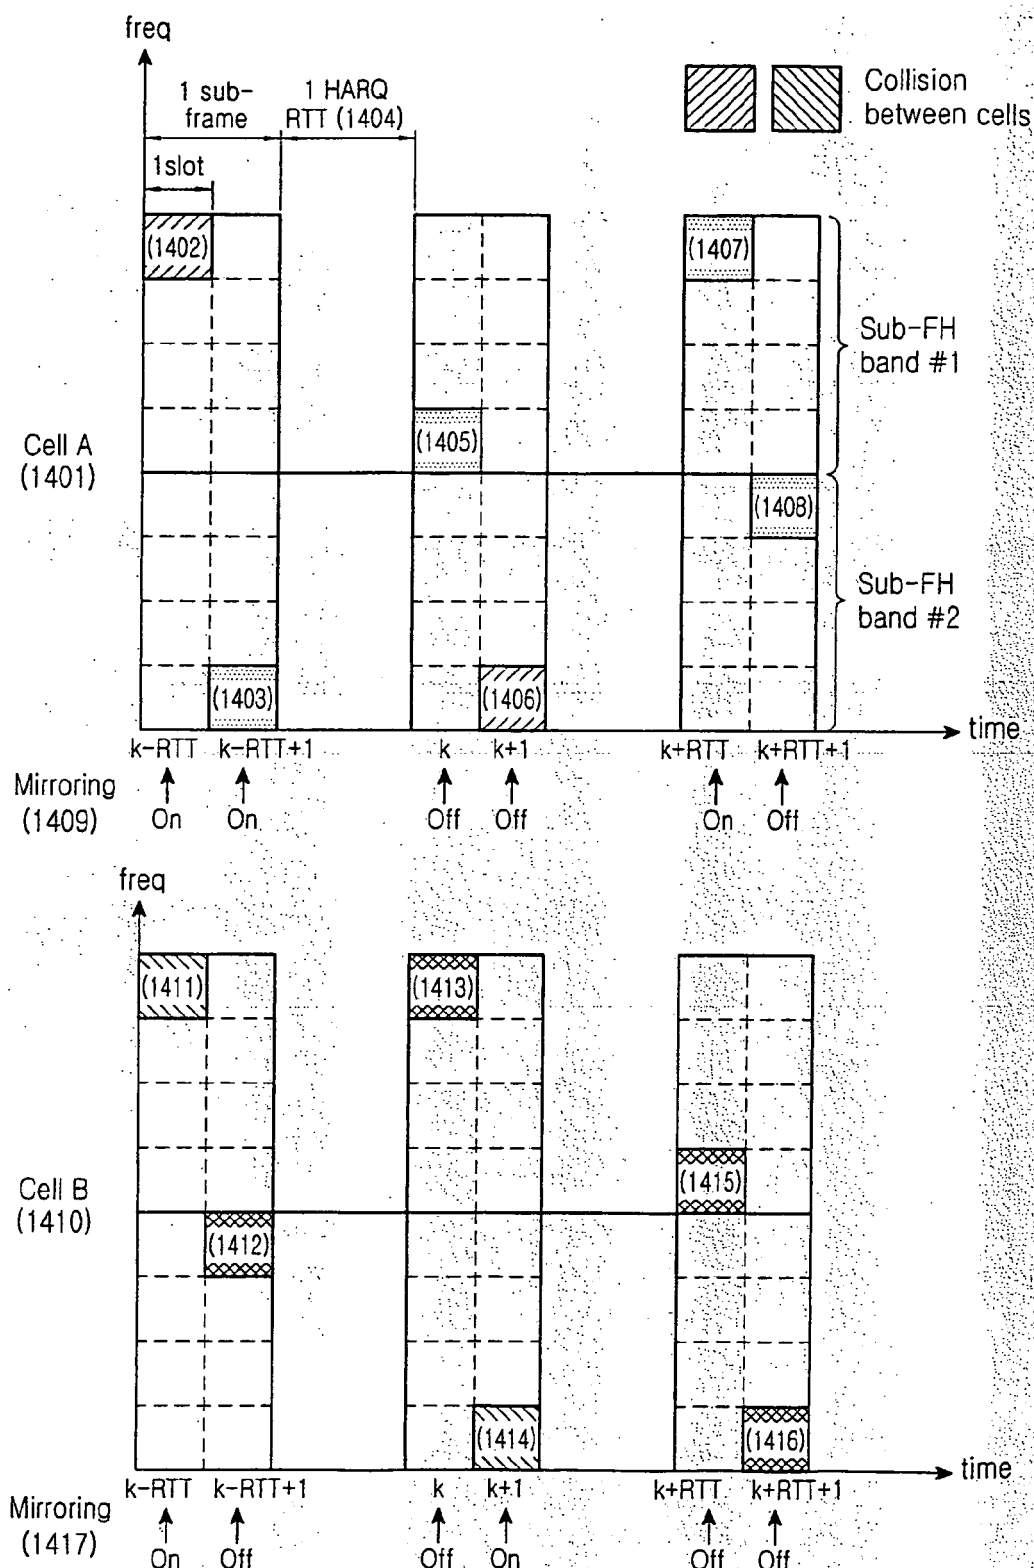 freq
1 sub-
frame
1 HARQ
RTT (1404)
Collision
between cells
1slot
(1402)
(1407)
Sub-FH
band #1
(1405)
Cell A
(1401)
(1408)
Sub-FH
band #2
(1403)
(1406)
time
k-RTT k-RTT+1 k k+1 k+RTT k+RTT+1
Mirroring
(1409)
On On Off Off On Off
freq
(1411)
(1413)
(1415)
Cell B
(1410)
(1412)
(1414)
(1416)
time
k-RTT k-RTT+1 k k+1 k+RTT k+RTT+1
Mirroring
(1417)
On Off Off On Off Off